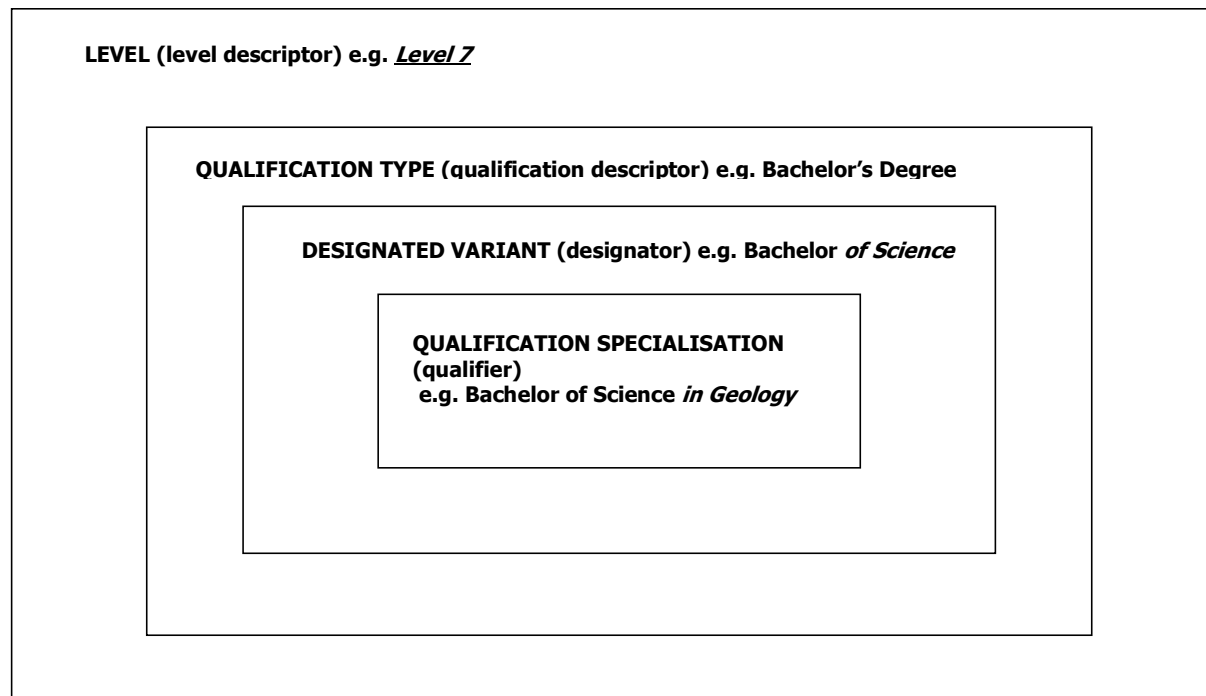 LEVEL (level descriptor) e.g. Level 7
QUALIFICATION TYPE (qualification descriptor) e.g. Bachelor’s Degree
DESIGNATED VARIANT (designator) e.g. Bachelor of Science
QUALIFICATION SPECIALISATION
(qualifier)
e.g. Bachelor of Science in Geology